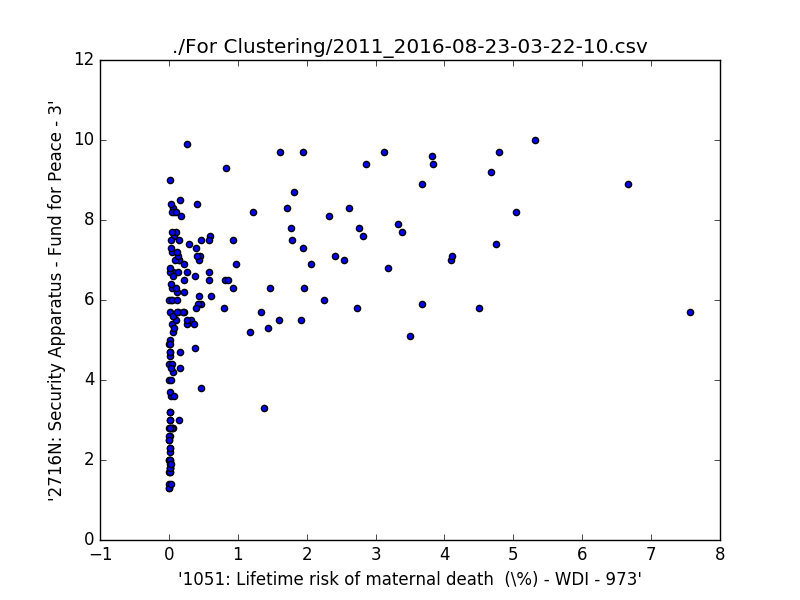 ./For Clustering/2011_2016-08-23-03-22-10.csv
'2716N: Security Apparatus - Fund for Peace - 3'
12
10
8
6
4
2
0
−1 0 1 2 3 4 5 6 7 8
'1051: Lifetime risk of maternal death  (\%) - WDI - 973'